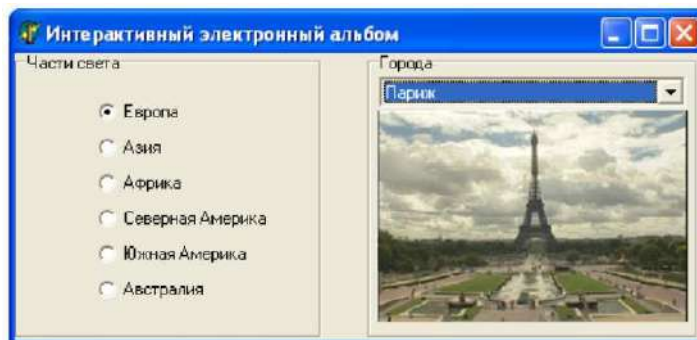 Интерактивный электронный альбом
Части света
Европа
Азия
Африка
Северная Америка
Южная Америка
Австралия
Города
Париж